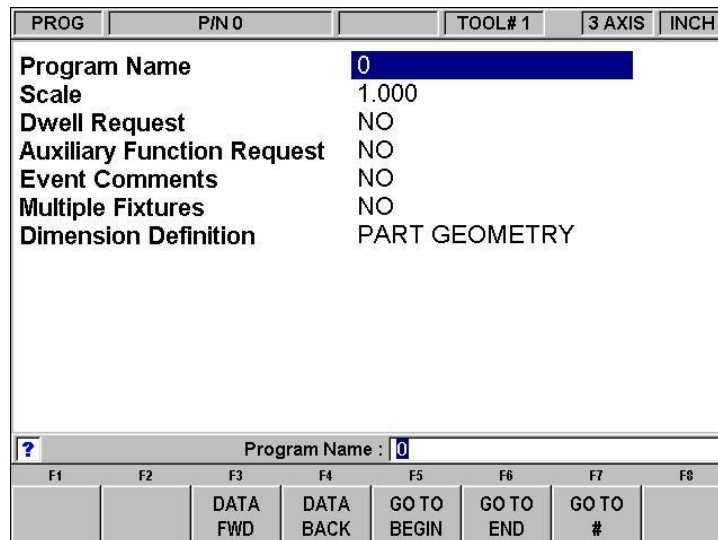 PROG P/N 0 TOOL# 1 3 AXIS INCH
Program Name 0
Scale 1.000
Dwell Request NO
Auxiliary Function Request NO
Event Comments NO
Multiple Fixtures NO
Dimension Definition PART GEOMETRY
? Program Name : 0
F1 F2 F3 F4 F5 F6 F7 F8
DATA DATA GO TO GO TO GO TO
FWD BACK BEGIN END #